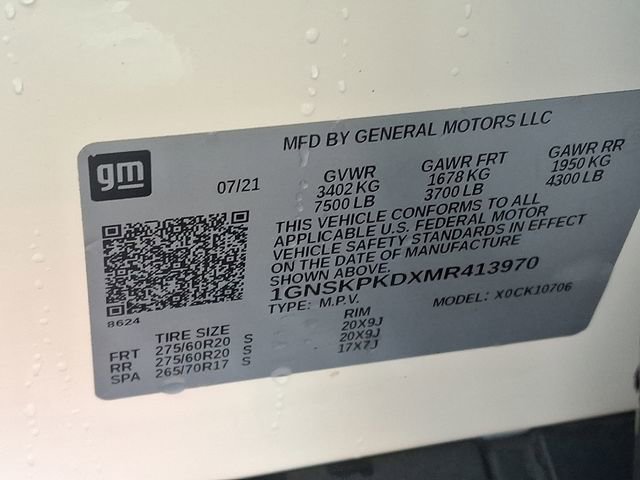 MFD BY GENERAL MOTORS LLC
gm
07/21
GVWR GAWR FRT GAWR RR
3402 KG 1678 KG 1950 KG
7500 LB 3700 LB 4300 LB
THIS VEHICLE CONFORMS TO ALL
APPLICABLE U.S. FEDERAL MOTOR
VEHICLE SAFETY STANDARDS IN EFFECT
ON THE DATE OF MANUFACTURE
SHOWN ABOVE.
1GNSKPKDXMR413970
TYPE: M.P.V. MODEL: X0CK10706
8624
TIRE SIZE RIM
FRT 275/60R20 S 20X9J
RR 275/60R20 S 20X9J
SPA 265/70R17 S 17X7J